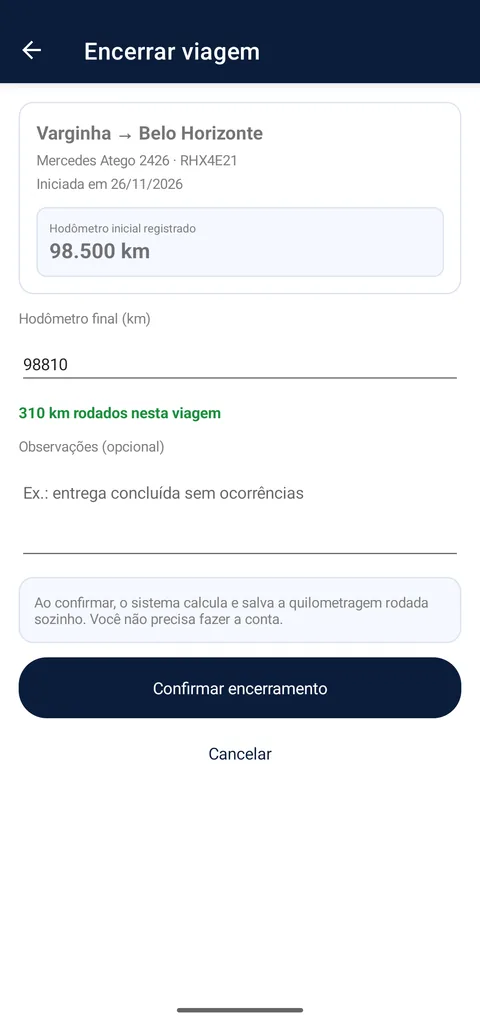 Encerrar viagem
Varginha → Belo Horizonte
Mercedes Atego 2426 · RHX4E21
Iniciada em 26/11/2026
Hodômetro inicial registrado
98.500 km
Hodômetro final (km)
98810
310 km rodados nesta viagem
Observações (opcional)
Ex.: entrega concluída sem ocorrências
Ao confirmar, o sistema calcula e salva a quilometragem rodada
sozinho. Você não precisa fazer a conta.
Confirmar encerramento
Cancelar